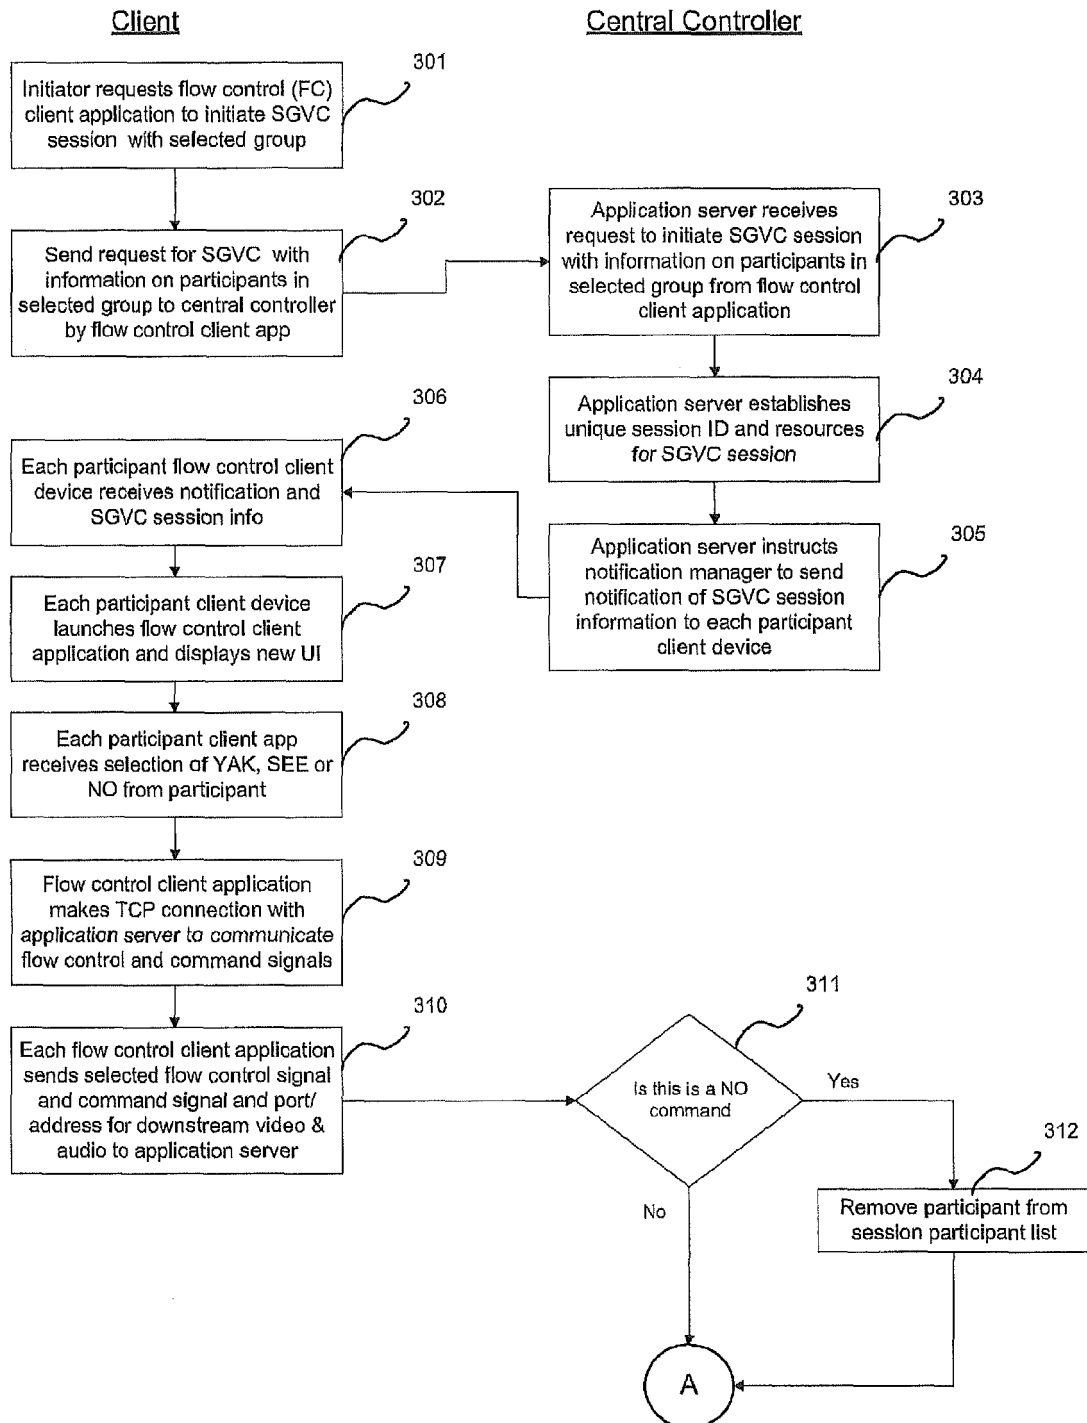 Client
Central Controller
301
Initiator requests flow control (FC)
client application to initiate SGVC
session with selected group
302
Send request for SGVC with
information on participants in
selected group to central controller
by flow control client app
303
Application server receives
request to initiate SGVC session
with information on participants in
selected group from flow control
client application
304
Application server establishes
unique session ID and resources
for SGVC session
305
Application server instructs
notification manager to send
notification of SGVC session
information to each participant
client device
306
Each participant flow control client
device receives notification and
SGVC session info
307
Each participant client device
launches flow control client
application and displays new UI
308
Each participant client app
receives selection of YAK, SEE or
NO from participant
309
Flow control client application
makes TCP connection with
application server to communicate
flow control and command signals
310
Each flow control client application
sends selected flow control signal
and command signal and port/
address for downstream video &
audio to application server
311
Is this is a NO
command
Yes
No
312
Remove participant from
session participant list
A